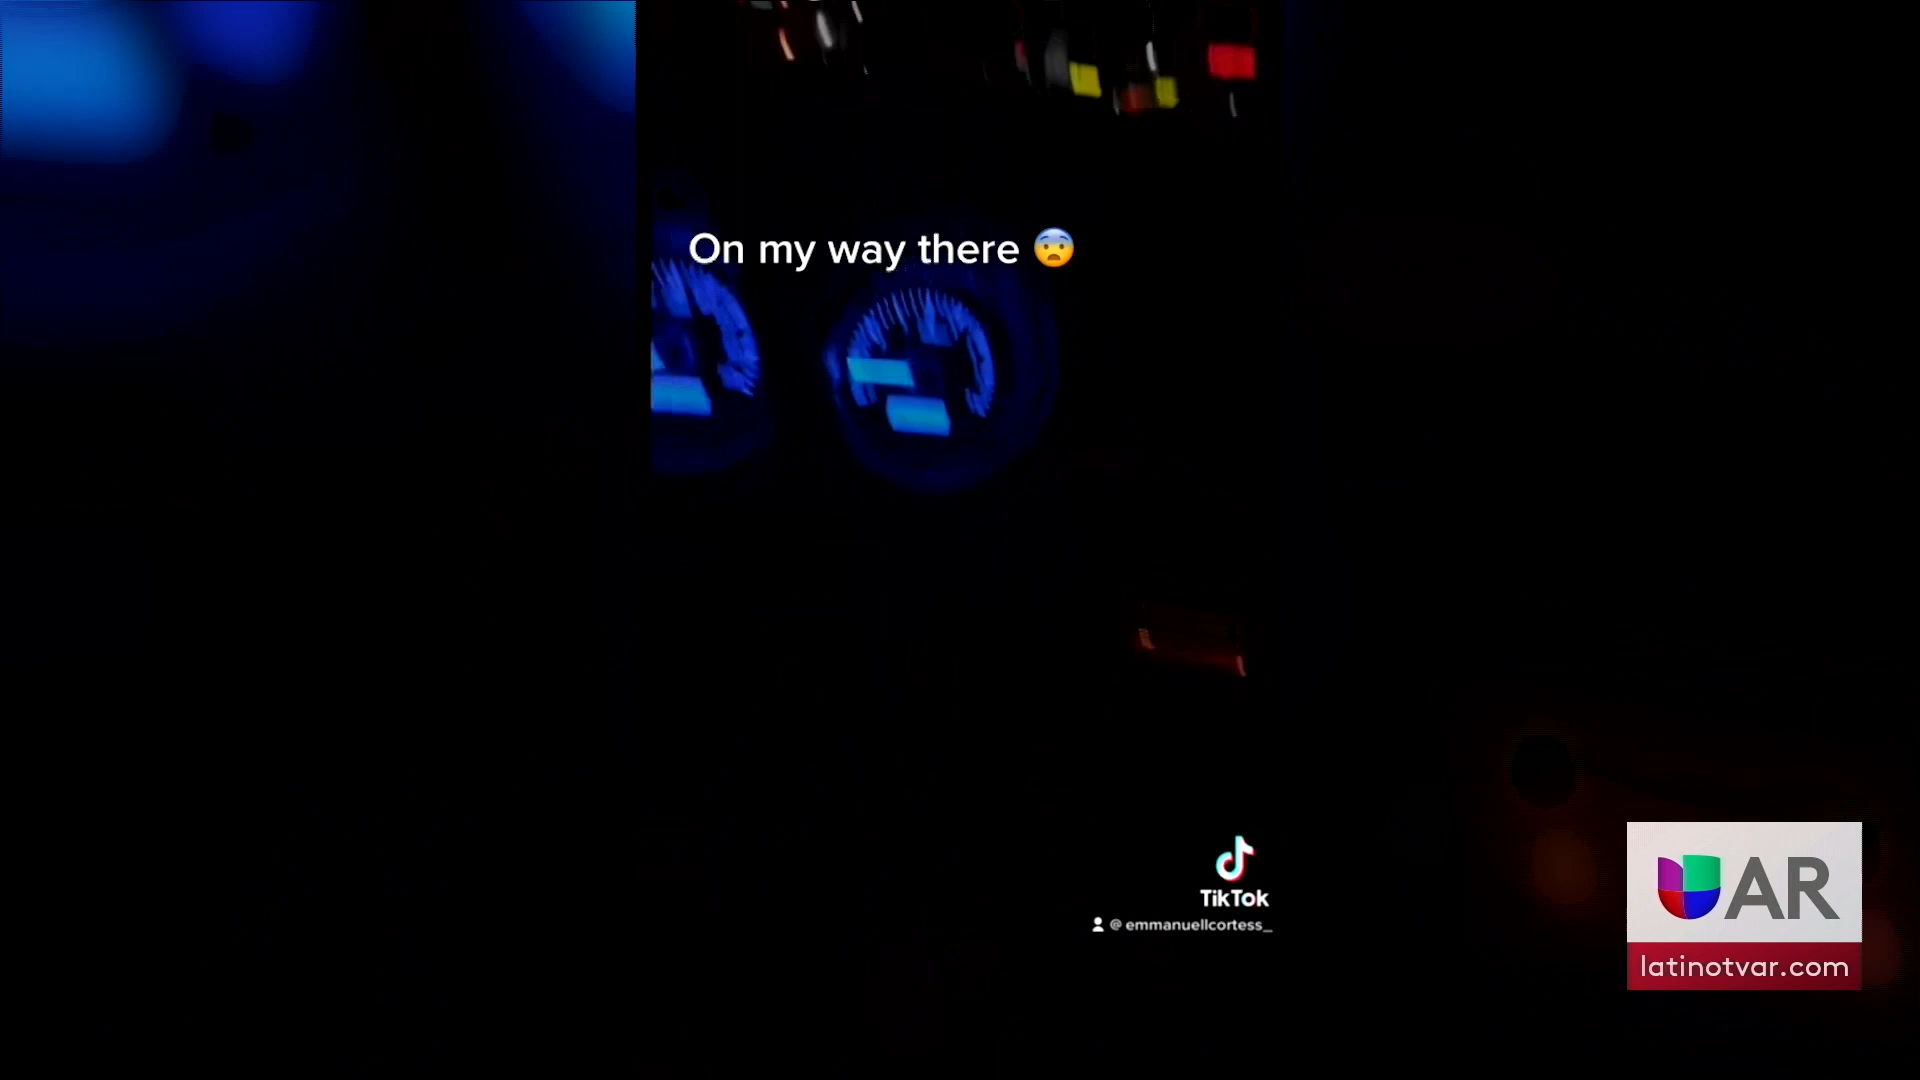 On my way there 😨
TikTok
@ emmanuellcortess_
AR
latinotvar.com